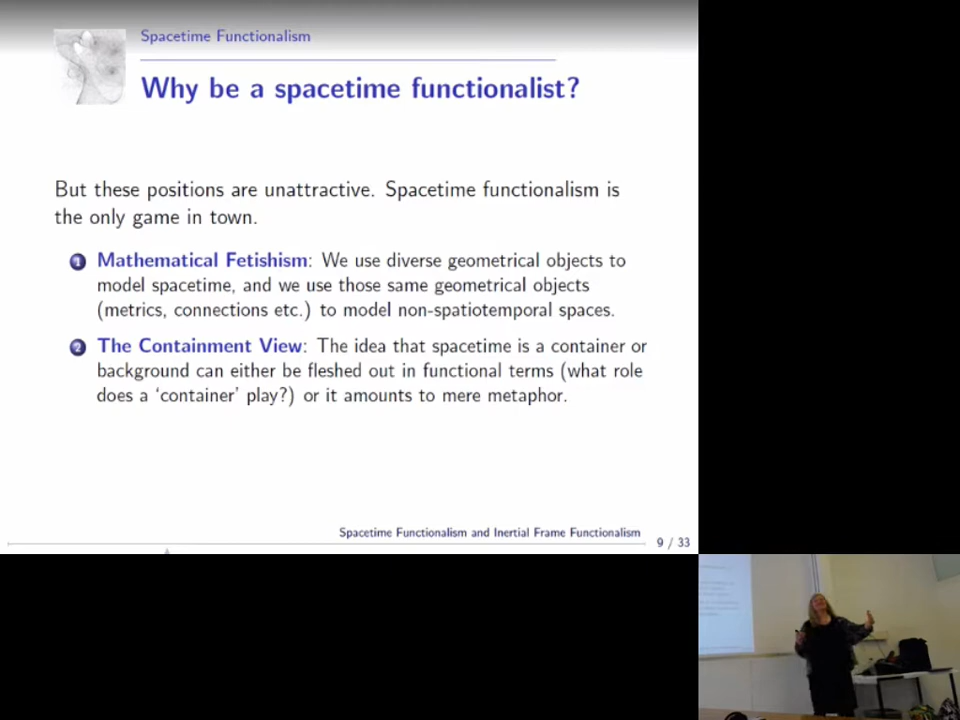 Spacetime Functionalism
Why be a spacetime functionalist?
But these positions are unattractive. Spacetime functionalism is
the only game in town.
1 Mathematical Fetishism: We use diverse geometrical objects to
model spacetime, and we use those same geometrical objects
(metrics, connections etc.) to model non-spatiotemporal spaces.
2 The Containment View: The idea that spacetime is a container or
background can either be fleshed out in functional terms (what role
does a ‘container’ play?) or it amounts to mere metaphor.
Spacetime Functionalism and Inertial Frame Functionalism
9 / 33